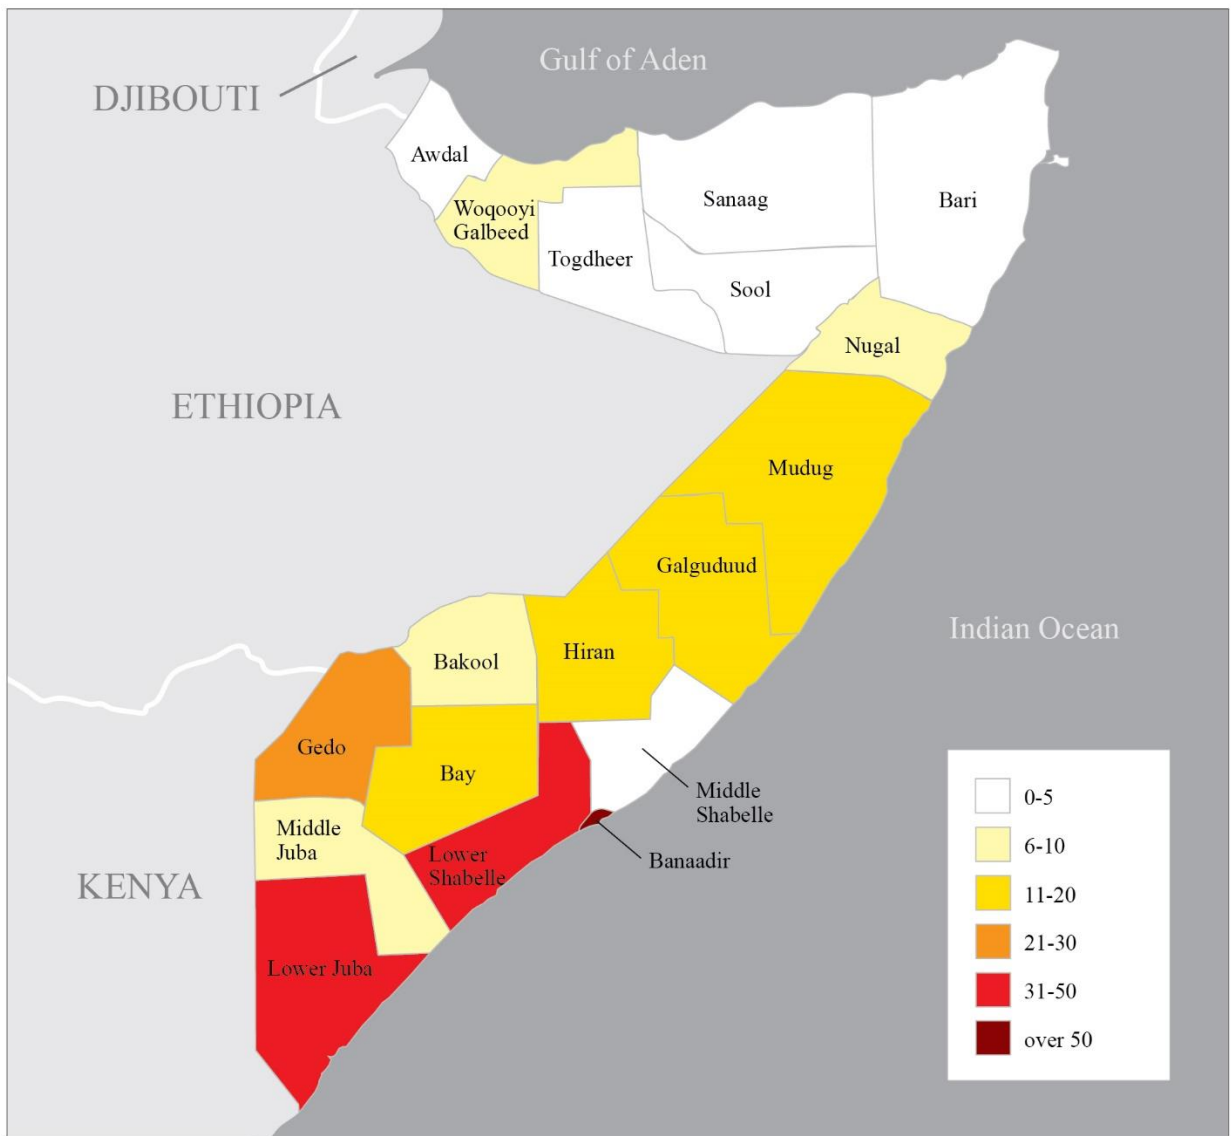 Gulf of Aden
DJIBOUTI
Awdal
Woqooyi
Galbeed
Togdheer
Sanaag
Bari
Sool
Nugal
ETHIOPIA
Mudug
Galguduud
Indian Ocean
Hiran
Bakool
Gedo
Bay
Middle
Shabelle
Middle
Juba
Lower
Shabelle
Banaadir
KENYA
Lower Juba
0-5
6-10
11-20
21-30
31-50
over 50